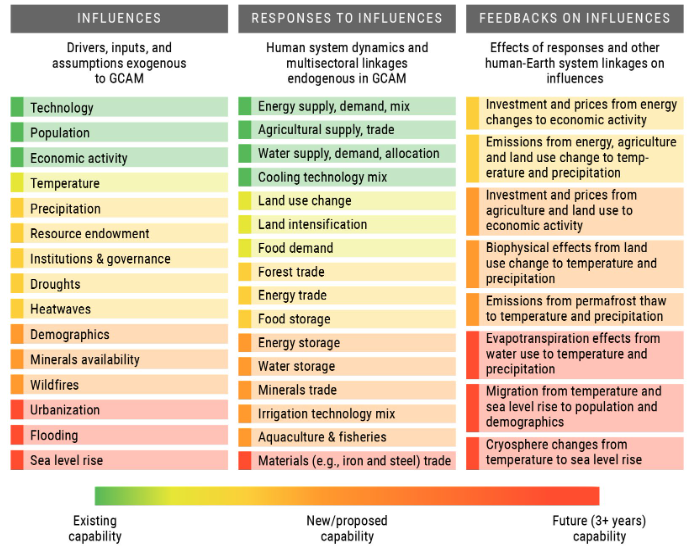 INFLUENCES
Drivers, inputs, and
assumptions exogenous
to GCAM
Technology
Population
Economic activity
Temperature
Precipitation
Resource endowment
Institutions & governance
Droughts
Heatwaves
Demographics
Minerals availability
Wildfires
Urbanization
Flooding
Sea level rise
RESPONSES TO INFLUENCES
Human system dynamics and
multisectoral linkages
endogenous in GCAM
Energy supply, demand, mix
Agricultural supply, trade
Water supply, demand, allocation
Cooling technology mix
Land use change
Land intensification
Food demand
Forest trade
Energy trade
Food storage
Energy storage
Water storage
Minerals trade
Irrigation technology mix
Aquaculture & fisheries
Materials (e.g., iron and steel) trade
FEEDBACKS ON INFLUENCES
Effects of responses and other
human-Earth system linkages on
influences
Investment and prices from energy
changes to economic activity
Emissions from energy, agriculture
and land use change to temp-
erature and precipitation
Investment and prices from
agriculture and land use to
economic activity
Biophysical effects from land
use change to temperature and
precipitation
Emissions from permafrost thaw
to temperature and precipitation
Evapotranspiration effects from
water use to temperature and
precipitation
Migration from temperature and
sea level rise to population and
demographics
Cryosphere changes from
temperature to sea level rise
Existing
capability
New/proposed
capability
Future (3+ years)
capability